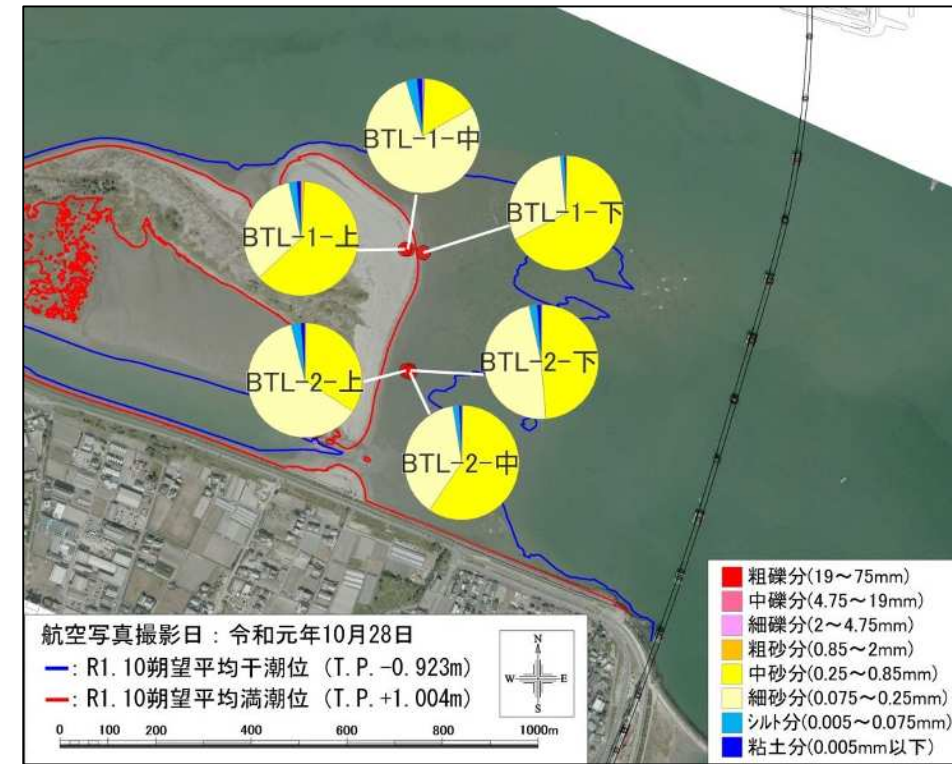 BTL-1-中
BTL-1-下
BTL-1-上
BTL-2-下
BTL-2-上
BTL-2-中
航空写真撮影日：令和元年10月28日
: R1.10朔望平均干潮位 (T.P.-0.923m)
: R1.10朔望平均満潮位 (T.P.+1.004m)
N
W E
S
0 200 400 600 800 1000m
粗礫分(19～75mm)
中礫分(4.75～19mm)
細礫分(2～4.75mm)
粗砂分(0.85～2mm)
中砂分(0.25～0.85mm)
細砂分(0.075～0.25mm)
シルト分(0.005～0.075mm)
粘土分(0.005mm以下)